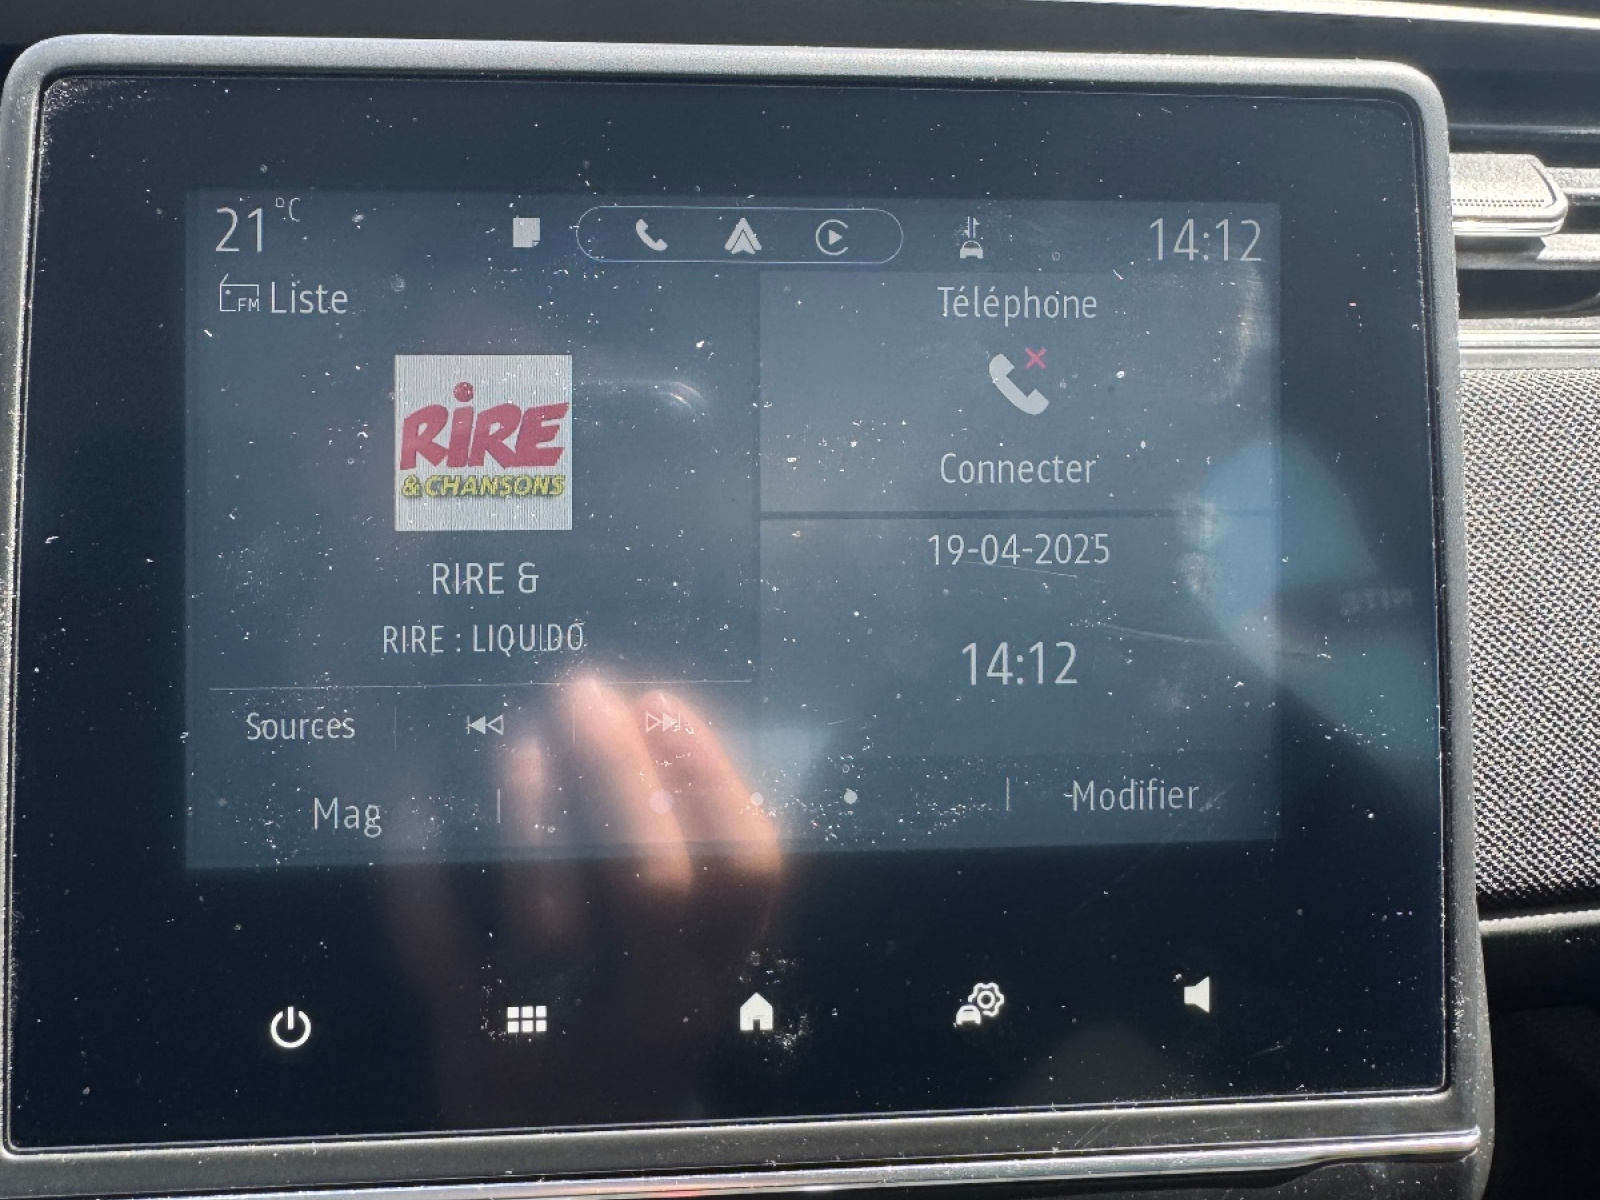 21°C
14:12
FM Liste
RiRE
& CHANSONS
RIRE &
RIRE : LIQUIDO
Sources
Mag
Téléphone
Connecter
19-04-2025
14:12
Modifier